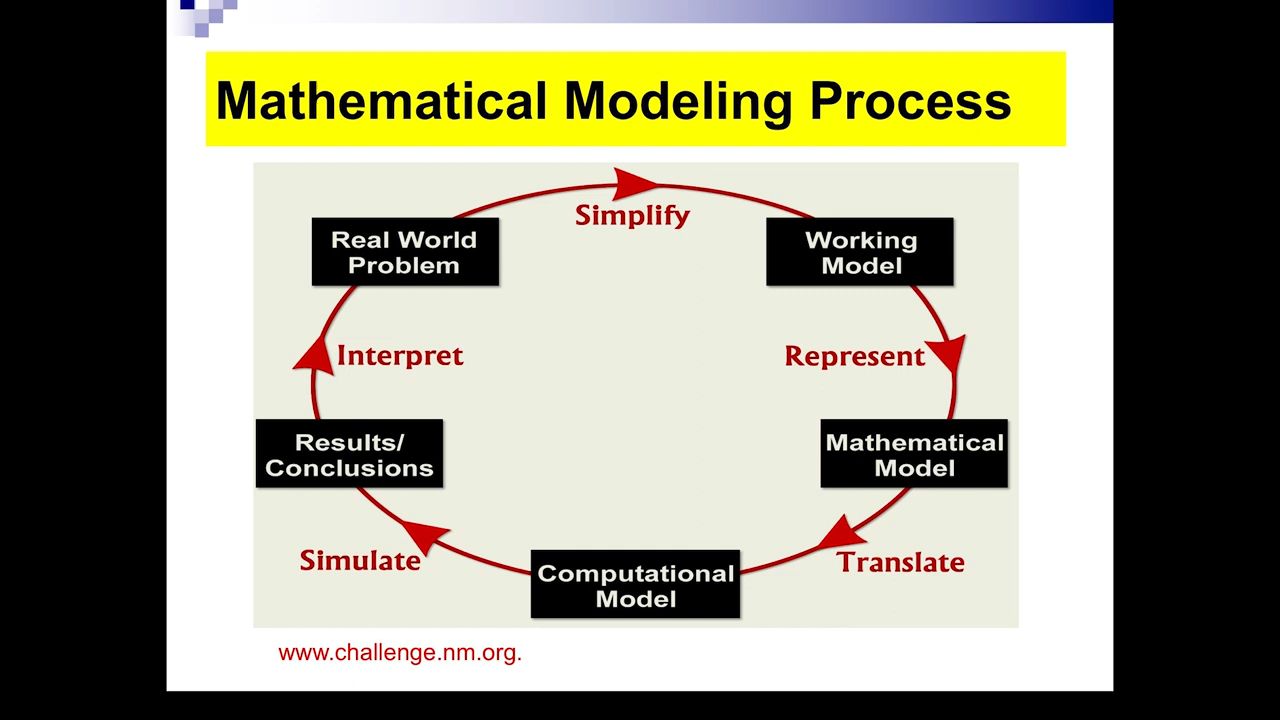 Mathematical Modeling Process
Simplify
Real World
Problem
Working
Model
Interpret
Represent
Results/
Conclusions
Mathematical
Model
Simulate
Translate
Computational
Model
www.challenge.nm.org.